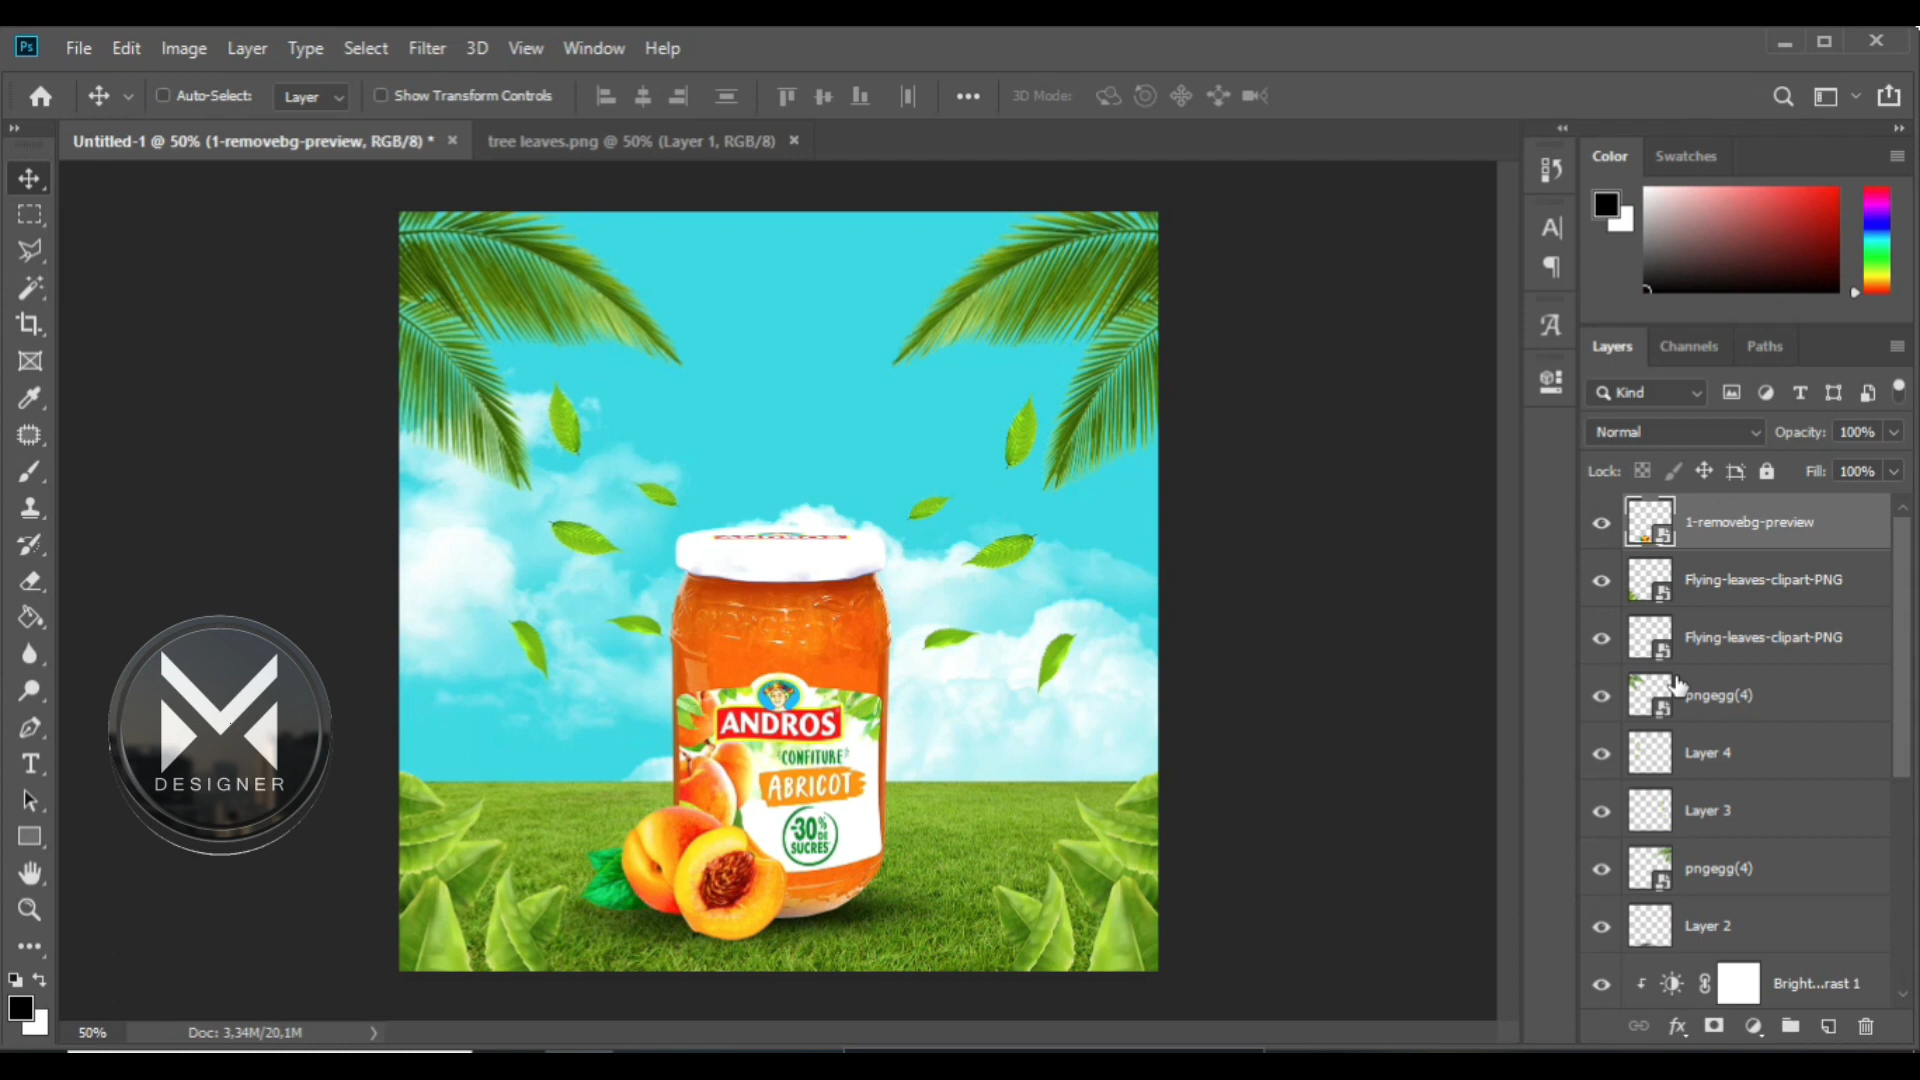 Ps File Edit Image Layer Type Select Filter 3D View Window Help
Auto-Select: Layer Show Transform Controls 3D Mode:
Untitled-1 @ 50% (1-removebg-preview, RGB/8) * × tree leaves.png @ 50% (Layer 1, RGB/8) ×
Color Swatches
Layers Channels Paths
Kind
Normal Opacity: 100%
Lock: Fill: 100%
1-removebg-preview
Flying-leaves-clipart-PNG
Flying-leaves-clipart-PNG
pngegg(4)
Layer 4
Layer 3
pngegg(4)
Layer 2
Bright...rast 1
ANDROS
CONFITURE
ABRICOT
-30%
DE
SUCRES
DESIGNER
50% Doc: 3,34M/20,1M